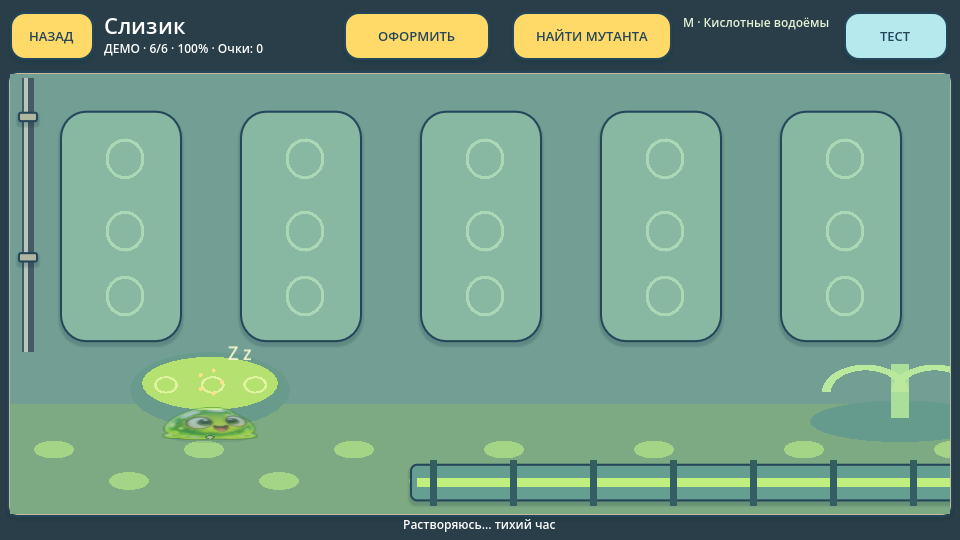 НАЗАД
Слизик
ДЕМО · 6/6 · 100% · Очки: 0
ОФОРМИТЬ
НАЙТИ МУТАНТА
М · Кислотные водоёмы
ТЕСТ
Z z
Растворяюсь... тихий час